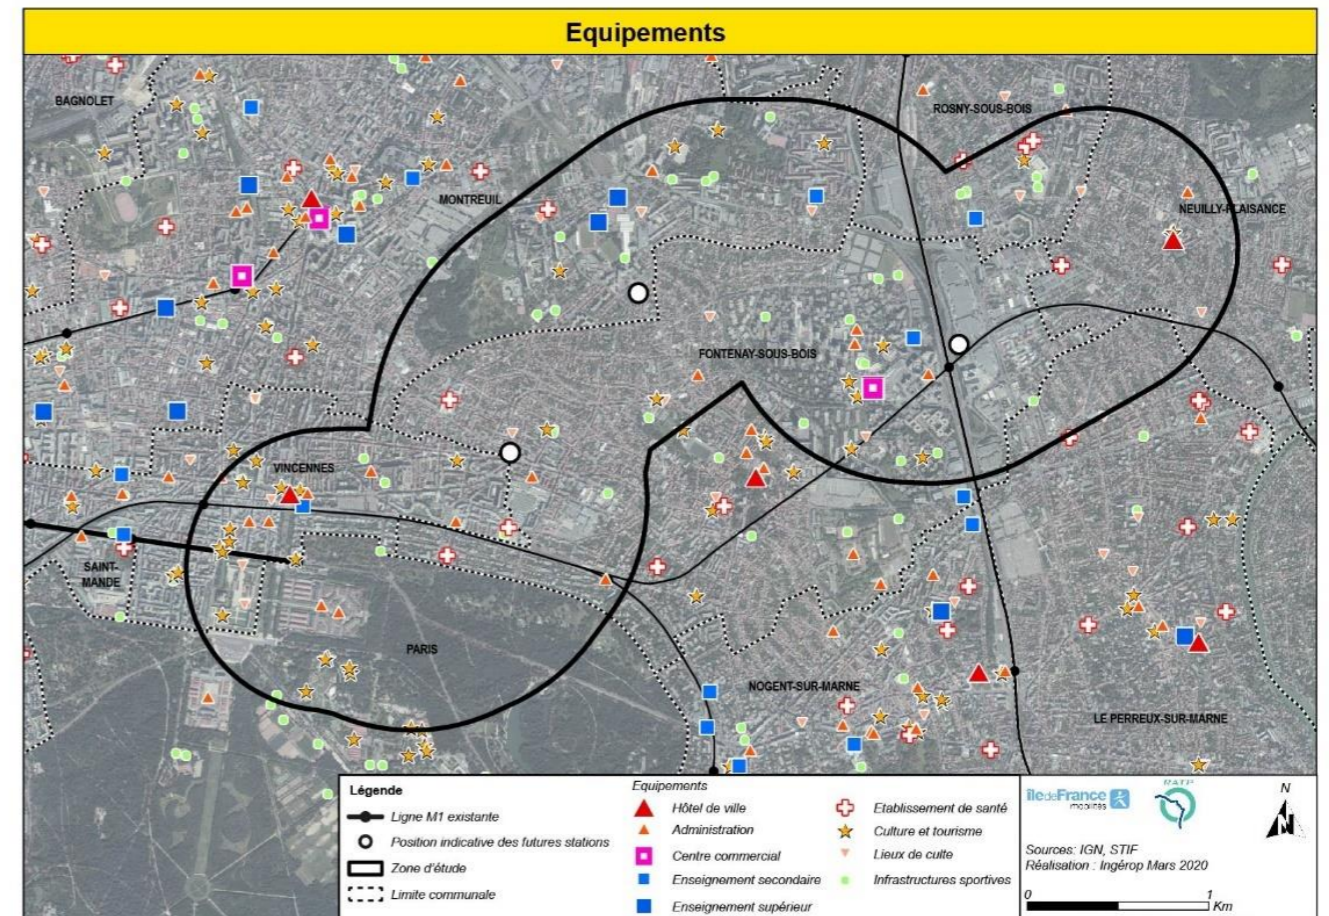 Equipements
BAGNOLET
ROSNY-SOUS-BOIS
MONTREUIL
NEUILLY-PLAISANCE
FONTENAY-SOUS-BOIS
VINCENNES
SAINT-
MANDE
PARIS
NOGENT-SUR-MARNE
LE PERREUX-SUR-MARNE
Légende
Ligne M1 existante
Position indicative des futures stations
Zone d'étude
Limite communale
Equipements
Hôtel de ville
Administration
Centre commercial
Enseignement secondaire
Enseignement supérieur
Etablissement de santé
Culture et tourisme
Lieux de culte
Infrastructures sportives
îledeFrance
mobilités
RATP
N
N
Sources: IGN, STIF
Réalisation : Ingérop Mars 2020
0 1
Km